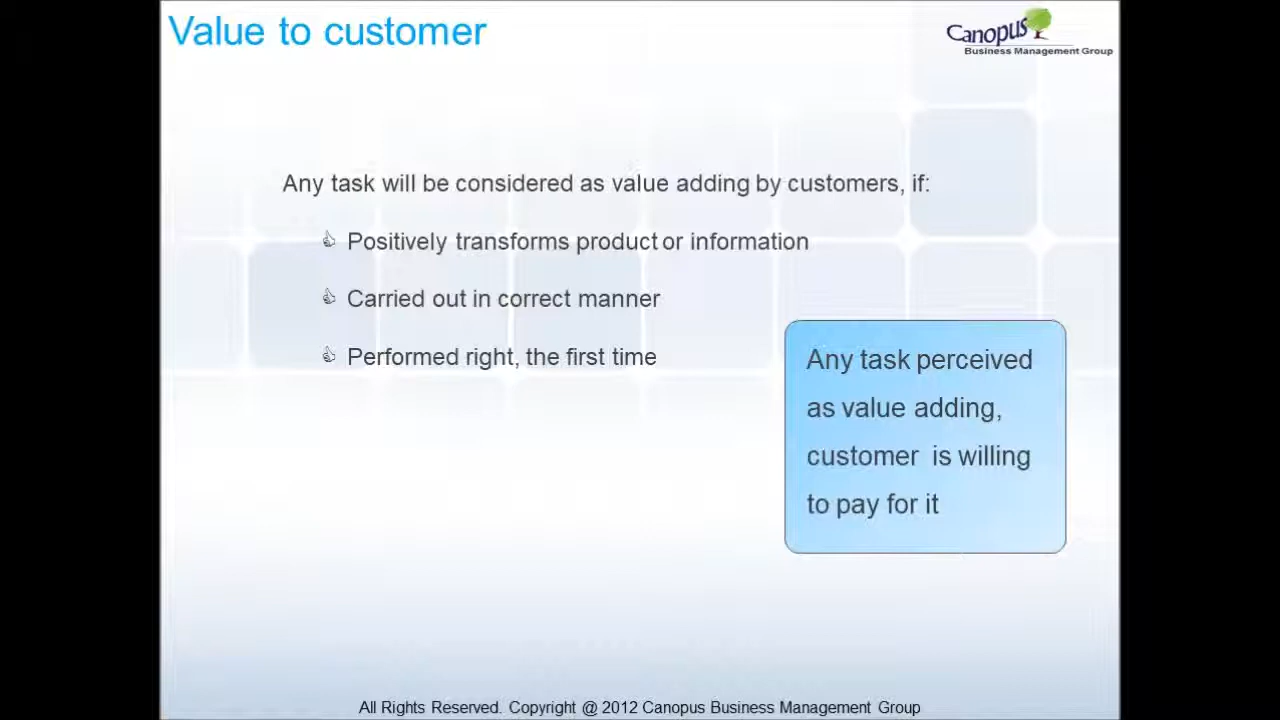 Value to customer
Canopus
Business Management Group
Any task will be considered as value adding by customers, if:
Positively transforms product or information
Carried out in correct manner
Performed right, the first time
Any task perceived
as value adding,
customer is willing
to pay for it
All Rights Reserved. Copyright @ 2012 Canopus Business Management Group